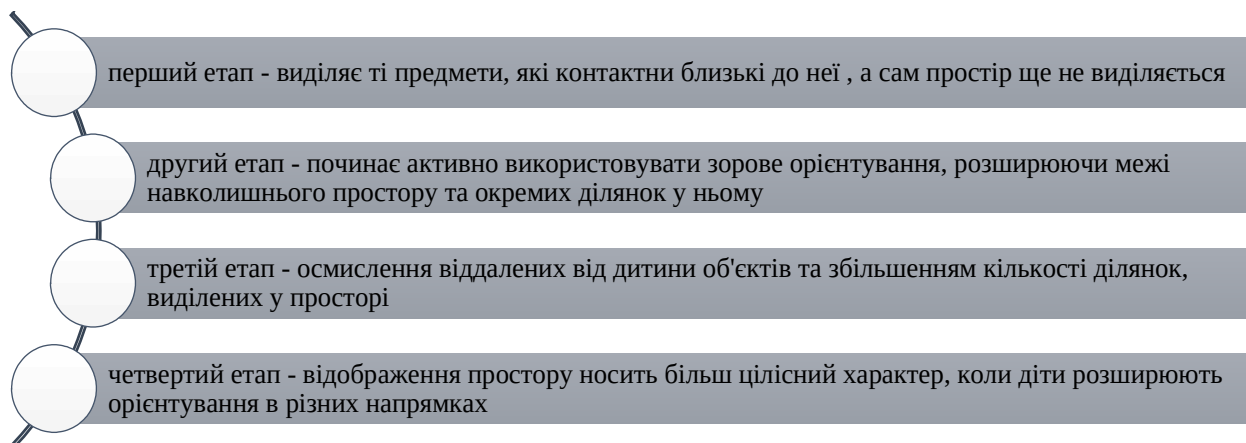 перший етап - виділяє ті предмети, які контактни близькі до неї , а сам простір ще не виділяється
другий етап - починає активно використовувати зорове орієнтування, розширюючи межі
навколишнього простору та окремих ділянок у ньому
третій етап - осмислення віддалених від дитини об'єктів та збільшенням кількості ділянок,
виділених у просторі
четвертий етап - відображення простору носить більш цілісний характер, коли діти розширюють
орієнтування в різних напрямках